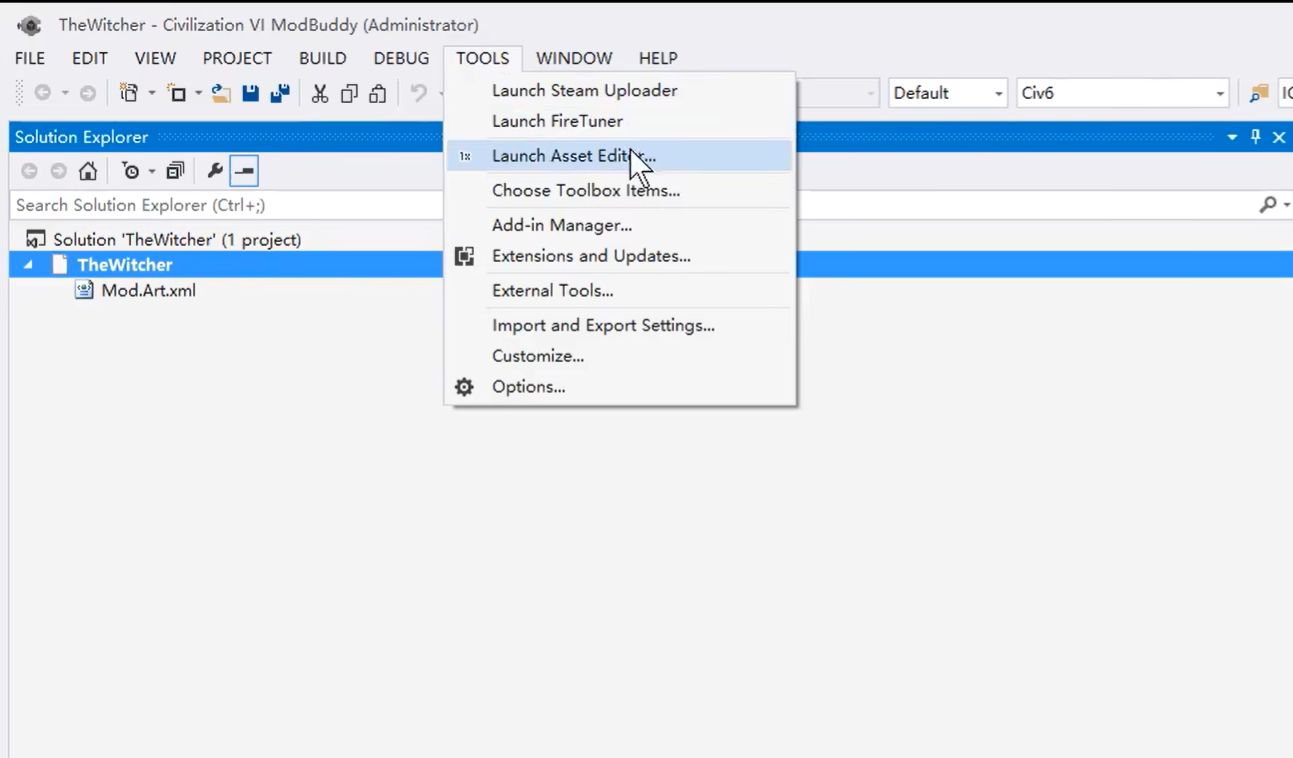 TheWitcher - Civilization VI ModBuddy (Administrator)
FILE EDIT VIEW PROJECT BUILD DEBUG TOOLS WINDOW HELP
Default Civ6
Launch Steam Uploader
Launch FireTuner
Solution Explorer
1x Launch Asset Editor...
Choose Toolbox Items...
Search Solution Explorer (Ctrl+;)
Add-in Manager...
Solution 'TheWitcher' (1 project)
Extensions and Updates...
TheWitcher
Mod.Art.xml
External Tools...
Import and Export Settings...
Customize...
Options...